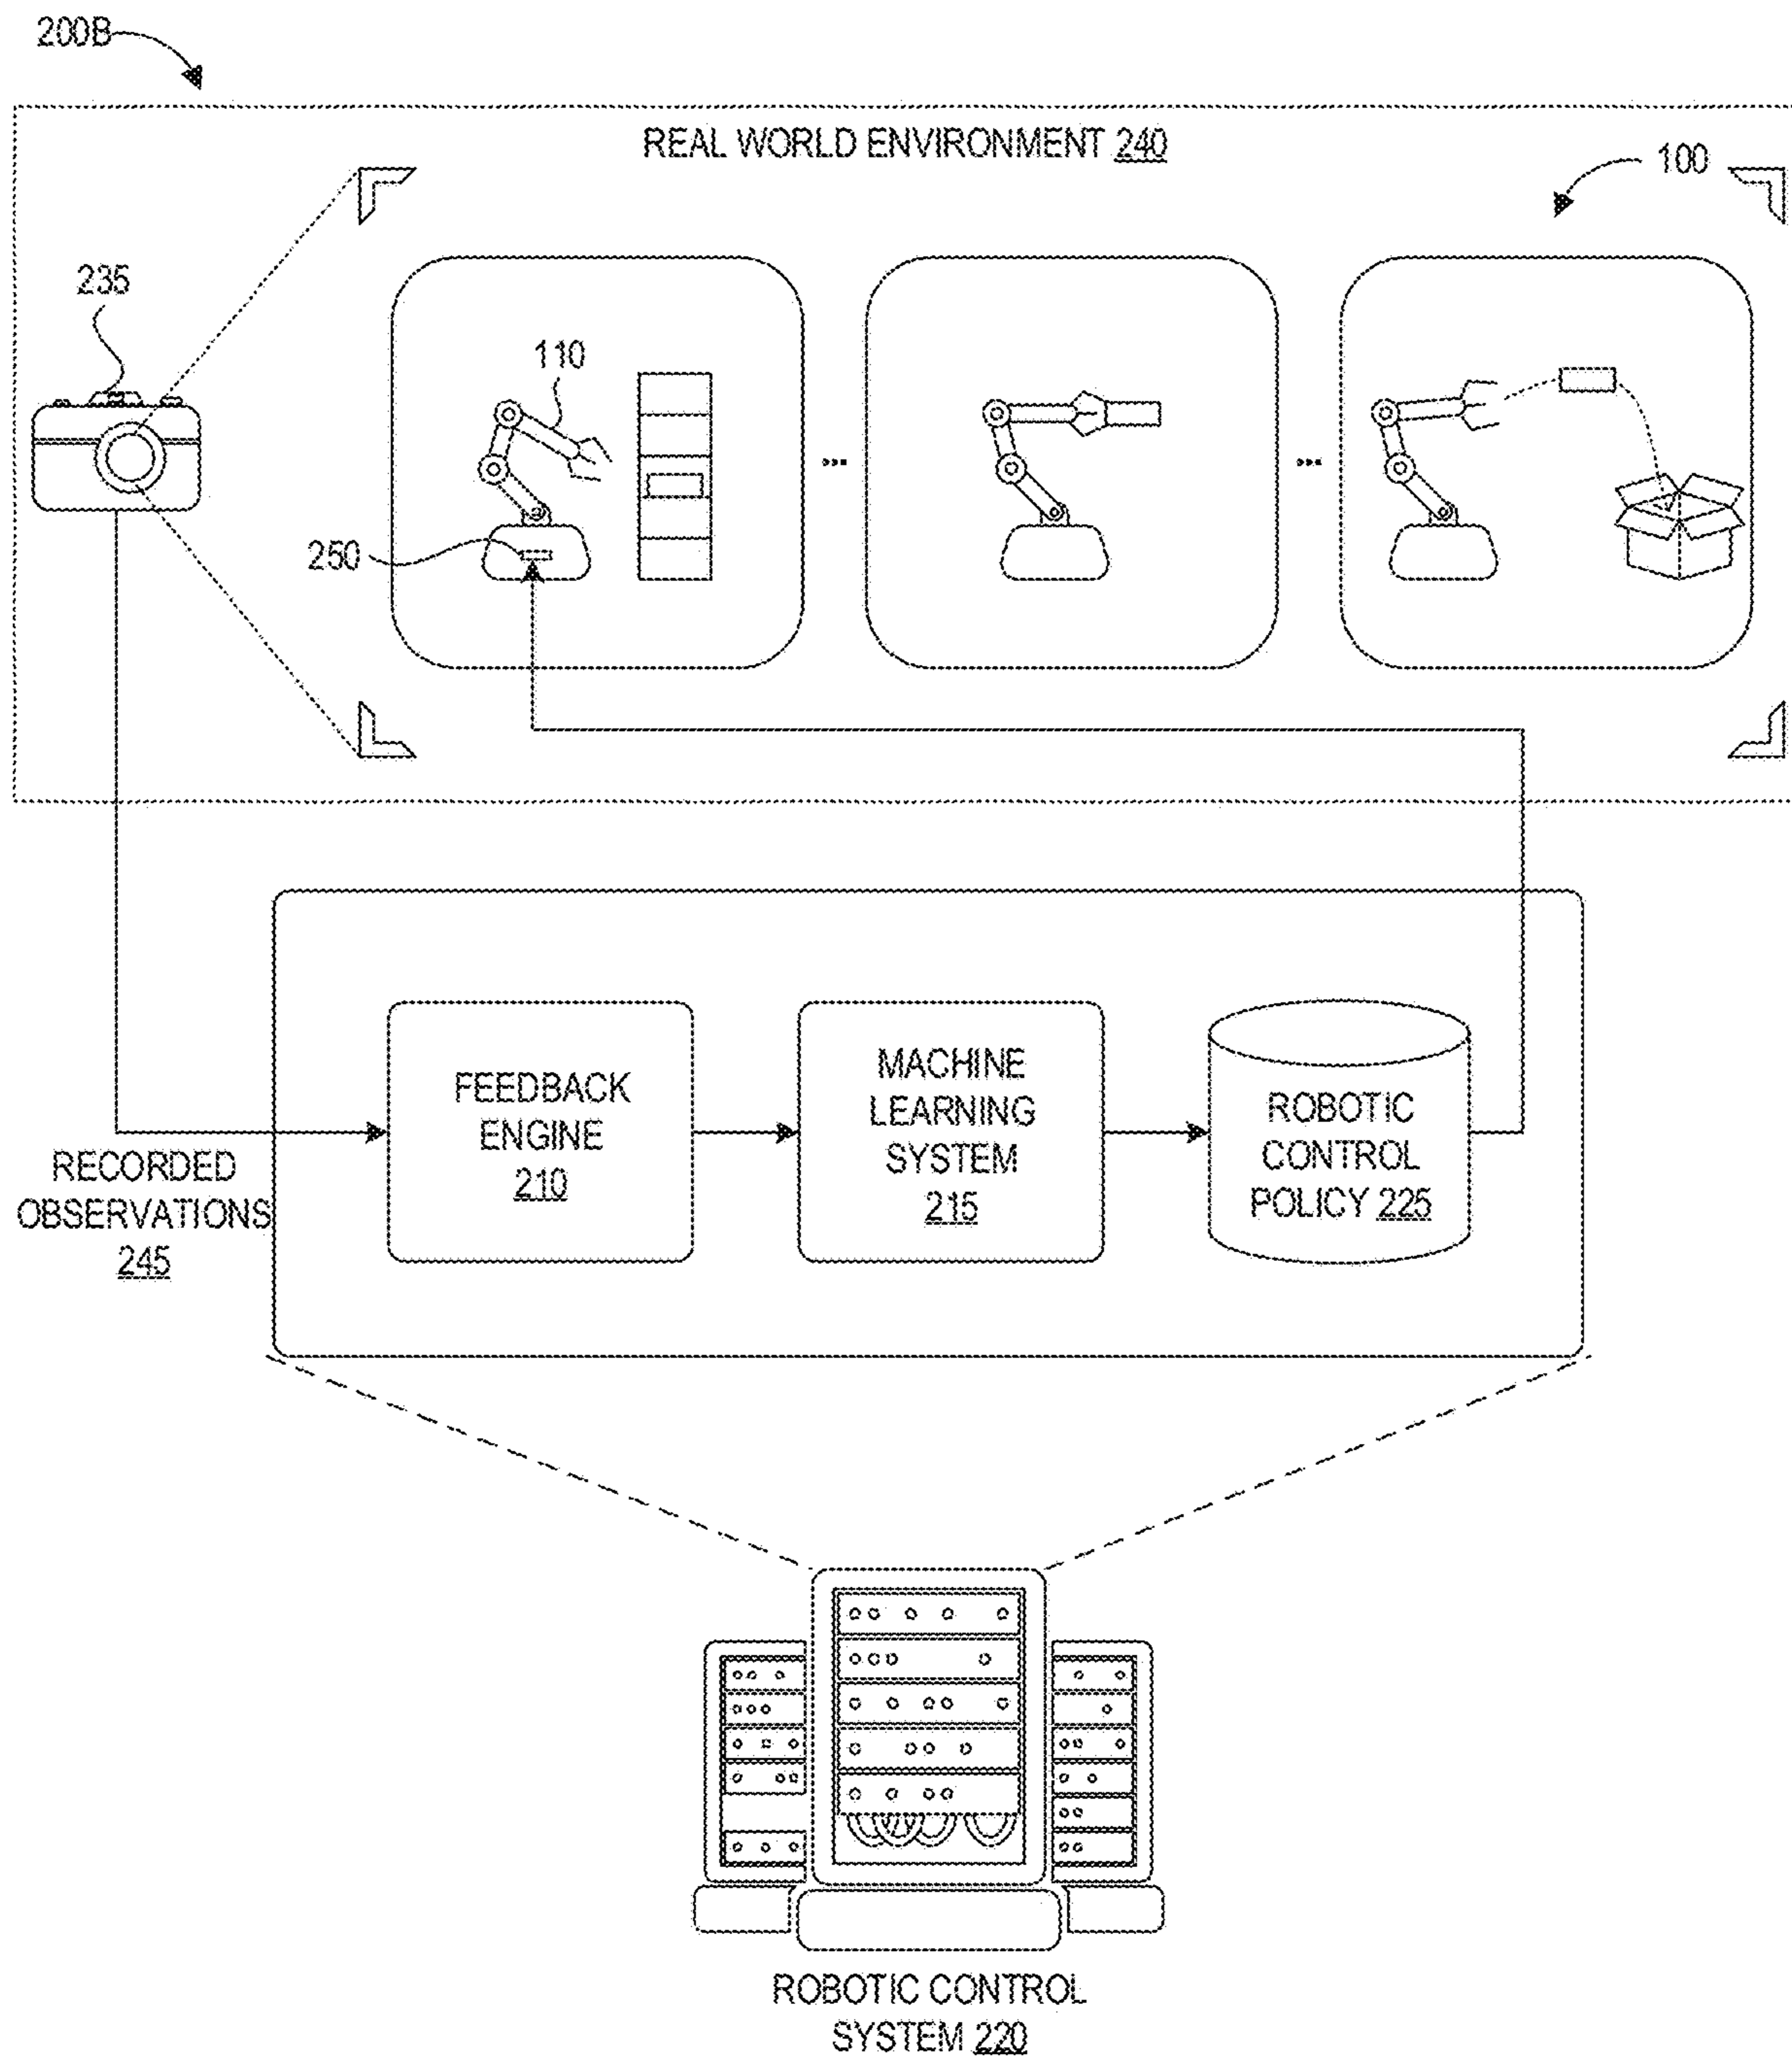 200B
REAL WORLD ENVIRONMENT 240
100
235
110
...
...
250
FEEDBACK
ENGINE
210
MACHINE
LEARNING
SYSTEM
215
ROBOTIC
CONTROL
POLICY 225
RECORDED
OBSERVATIONS
245
ROBOTIC CONTROL
SYSTEM 220